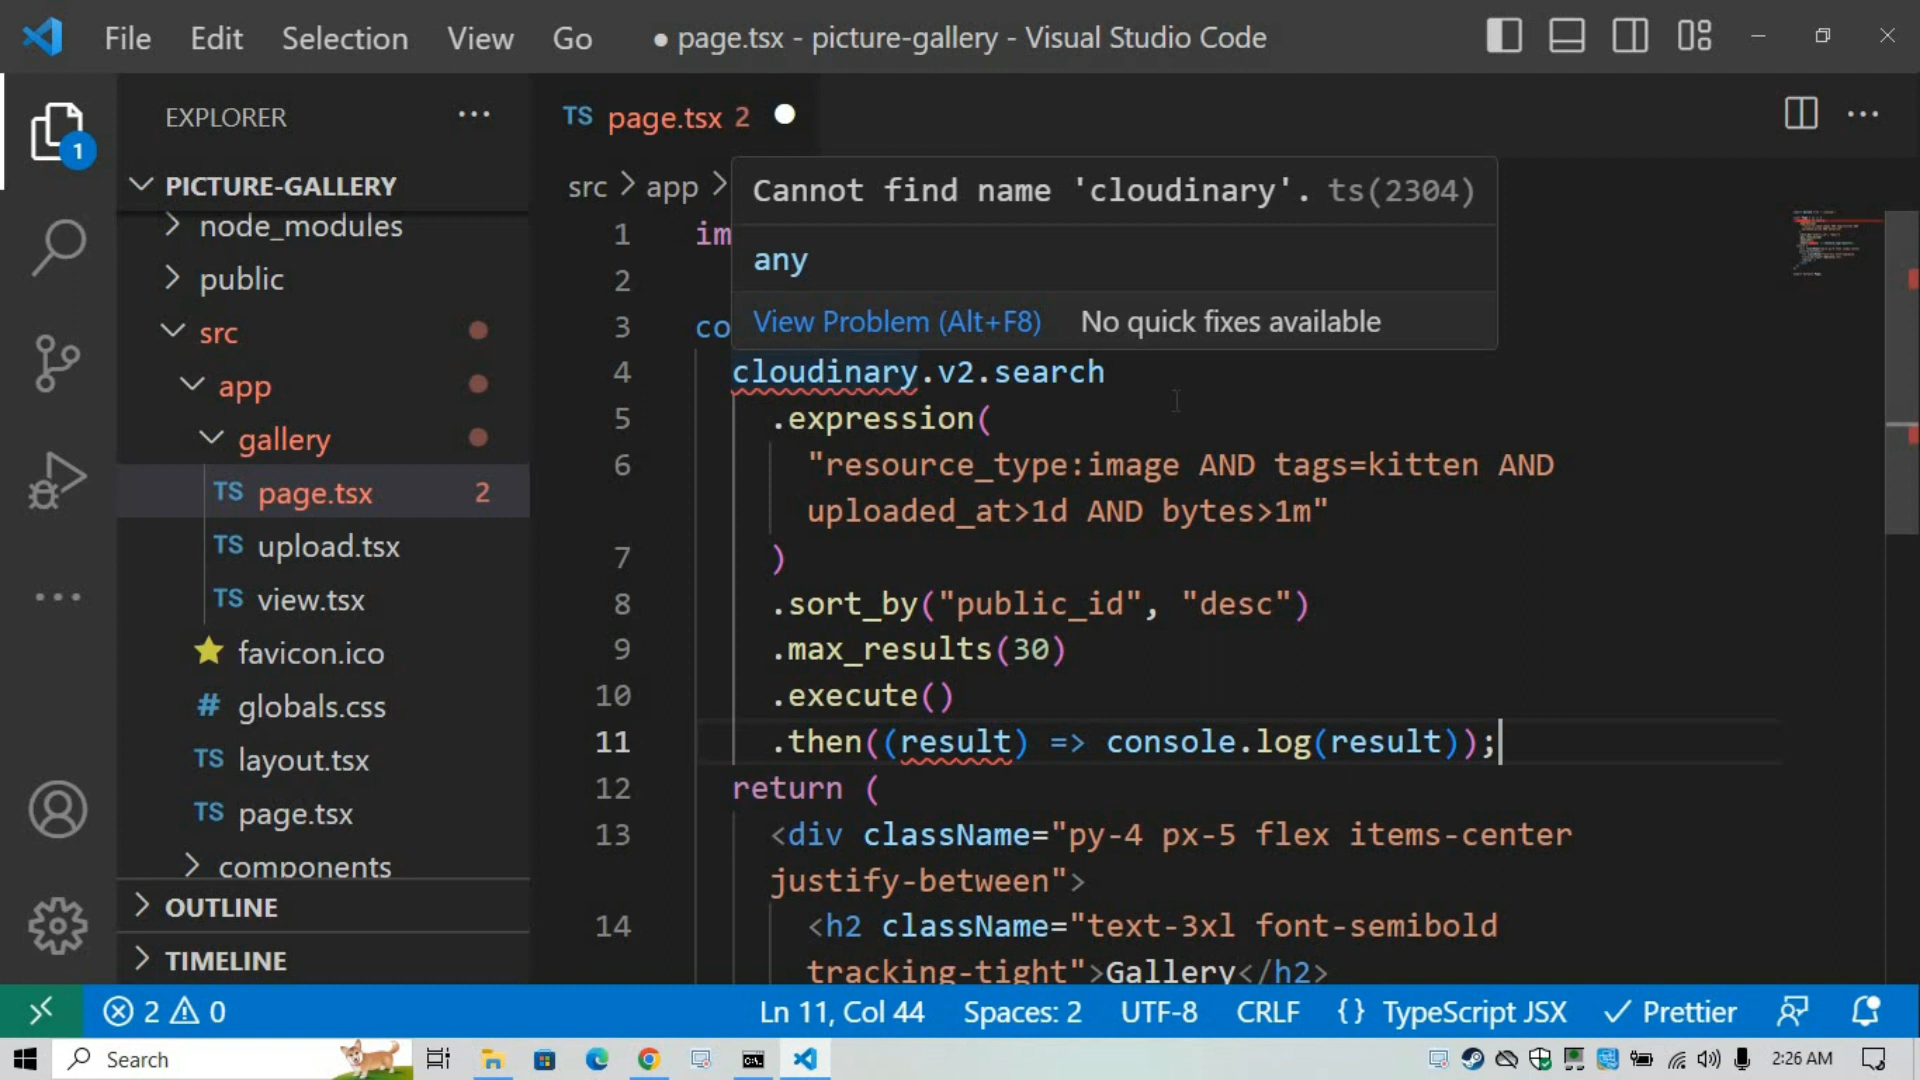 File Edit Selection View Go ● page.tsx - picture-gallery - Visual Studio Code
EXPLORER ...
1
PICTURE-GALLERY
node_modules
public
src
app
gallery
TS page.tsx 2
TS upload.tsx
TS view.tsx
favicon.ico
# globals.css
TS layout.tsx
TS page.tsx
components
OUTLINE
TIMELINE
TS page.tsx 2
src > app >
Cannot find name 'cloudinary'. ts(2304)
any
View Problem (Alt+F8) No quick fixes available
1 im
2
3 co
4 cloudinary.v2.search
5 .expression(
6 "resource_type:image AND tags=kitten AND
uploaded_at>1d AND bytes>1m"
7 )
8 .sort_by("public_id", "desc")
9 .max_results(30)
10 .execute()
11 .then((result) => console.log(result));
12 return (
13 <div className="py-4 px-5 flex items-center
justify-between">
14 <h2 className="text-3xl font-semibold
tracking-tight">Gallery</h2>
2 0 Ln 11, Col 44 Spaces: 2 UTF-8 CRLF {} TypeScript JSX Prettier
Search 2:26 AM